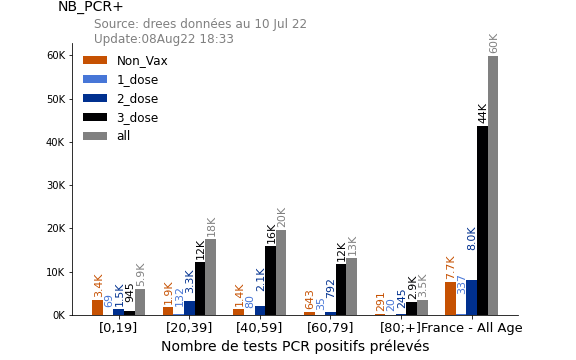 NB_PCR+
Source: drees données au 10 Jul 22
Update:08Aug22 18:33
Non_Vax
1_dose
2_dose
3_dose
all
60K
50K
40K
30K
20K
10K
0K
3.4K
69
1.5K
945
5.9K
1.9K
132
3.3K
12K
18K
1.4K
80
2.1K
16K
20K
643
35
792
12K
13K
291
20
245
2.9K
3.5K
7.7K
337
8.0K
44K
60K
[0,19] [20,39] [40,59] [60,79] [80;+] France - All Age
Nombre de tests PCR positifs prélevés